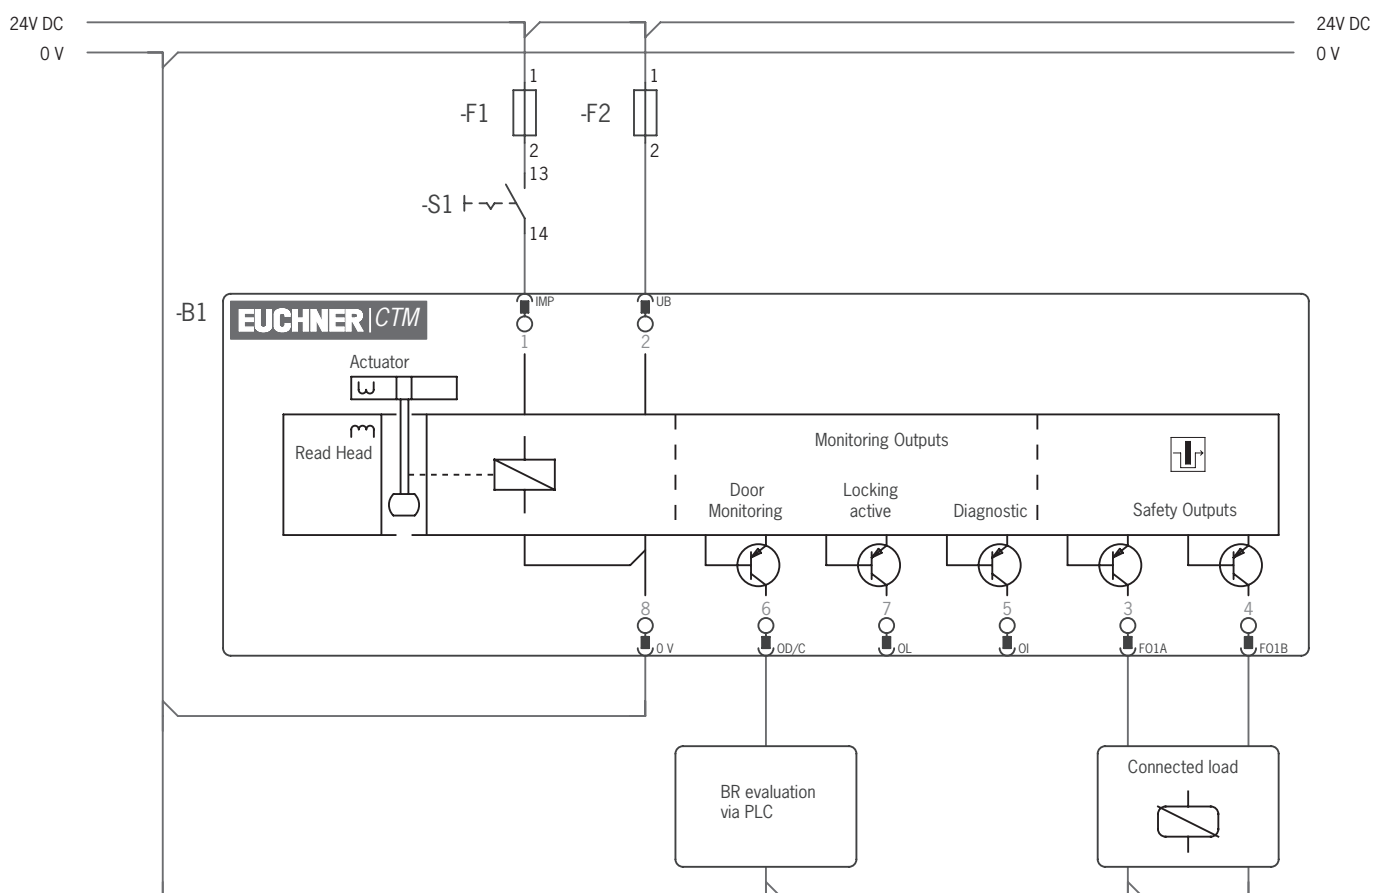 24V DC
24V DC
0 V
0 V
1
1
-F1
-F2
2
2
13
-S1
14
-B1
EUCHNER CTM
IMP
UB
1
2
Actuator
Read Head
Monitoring Outputs
Door
Monitoring
Locking
active
Diagnostic
Safety Outputs
8
6
7
5
3
4
0 V
OD/C
OL
OI
FO1A
FO1B
BR evaluation
via PLC
Connected load